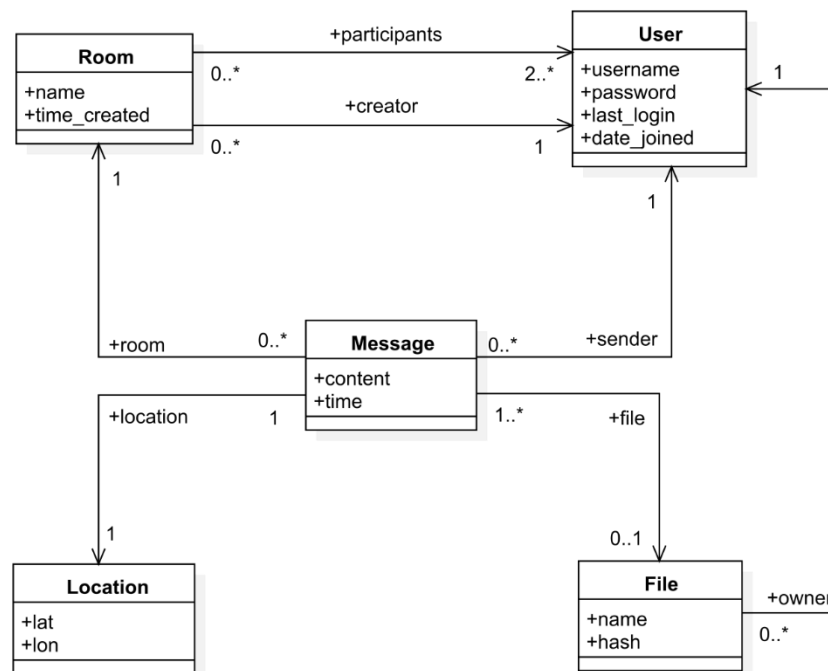 +participants
User
Room
0..*
2..*
+username
+password
+last_login
+date_joined
1
+name
+time_created
+creator
0..*
1
1
1
+room
0..*
Message
0..*
+sender
+content
+time
+location
1
1..*
+file
1
0..1
Location
File
+lat
+lon
+name
+hash
+owner
0..*